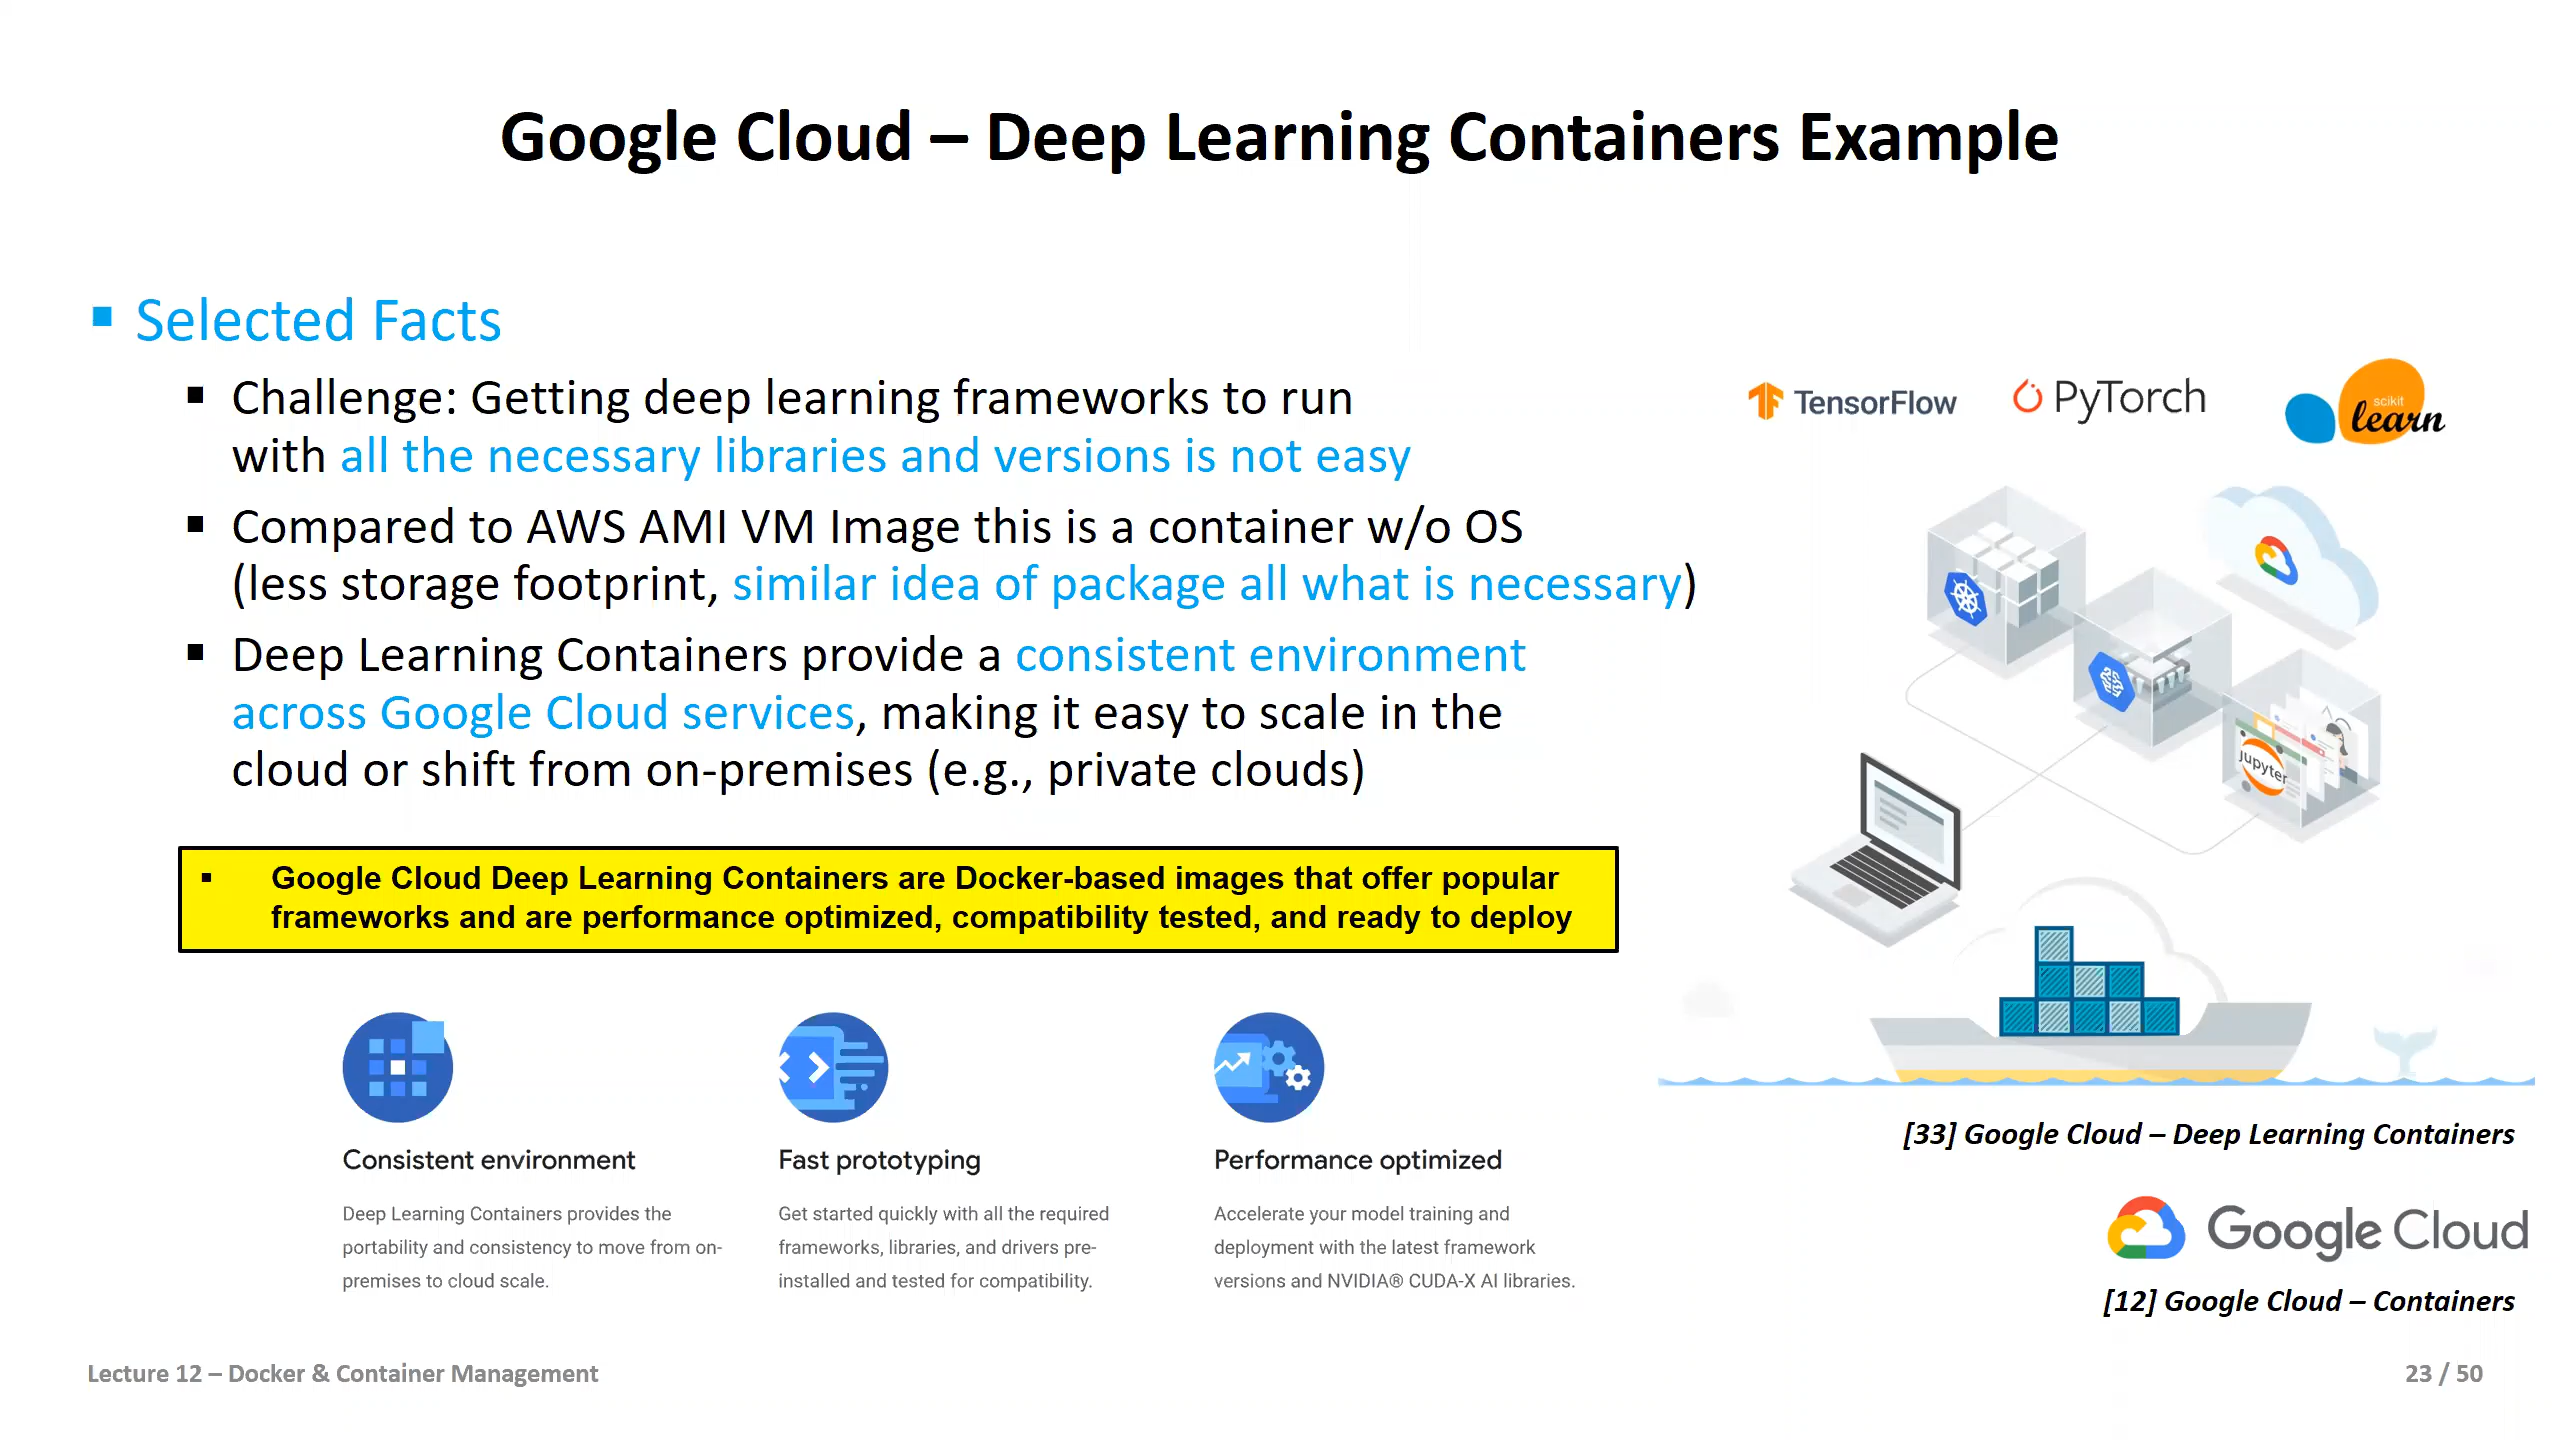 Google Cloud – Deep Learning Containers Example
▪ Selected Facts
▪ Challenge: Getting deep learning frameworks to run
with all the necessary libraries and versions is not easy
▪ Compared to AWS AMI VM Image this is a container w/o OS
(less storage footprint, similar idea of package all what is necessary)
▪ Deep Learning Containers provide a consistent environment
across Google Cloud services, making it easy to scale in the
cloud or shift from on-premises (e.g., private clouds)
▪ Google Cloud Deep Learning Containers are Docker-based images that offer popular
frameworks and are performance optimized, compatibility tested, and ready to deploy
Consistent environment
Deep Learning Containers provides the
portability and consistency to move from on-
premises to cloud scale.
Fast prototyping
Get started quickly with all the required
frameworks, libraries, and drivers pre-
installed and tested for compatibility.
Performance optimized
Accelerate your model training and
deployment with the latest framework
versions and NVIDIA® CUDA-X AI libraries.
TensorFlow
PyTorch
scikit
learn
jupyter
[33] Google Cloud – Deep Learning Containers
Google Cloud
[12] Google Cloud – Containers
Lecture 12 – Docker & Container Management
23 / 50